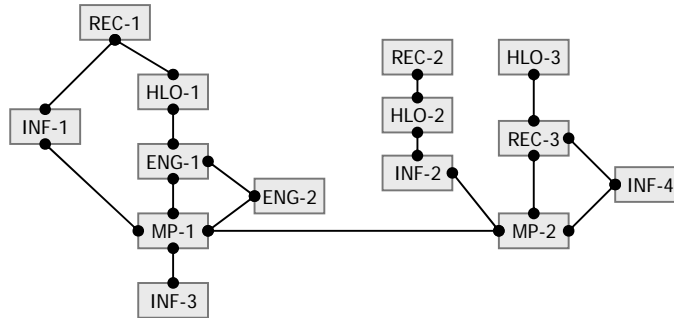 REC-1
REC-2
HLO-3
HLO-1
HLO-2
INF-1
REC-3
ENG-1
INF-2
INF-4
ENG-2
MP-1
MP-2
INF-3